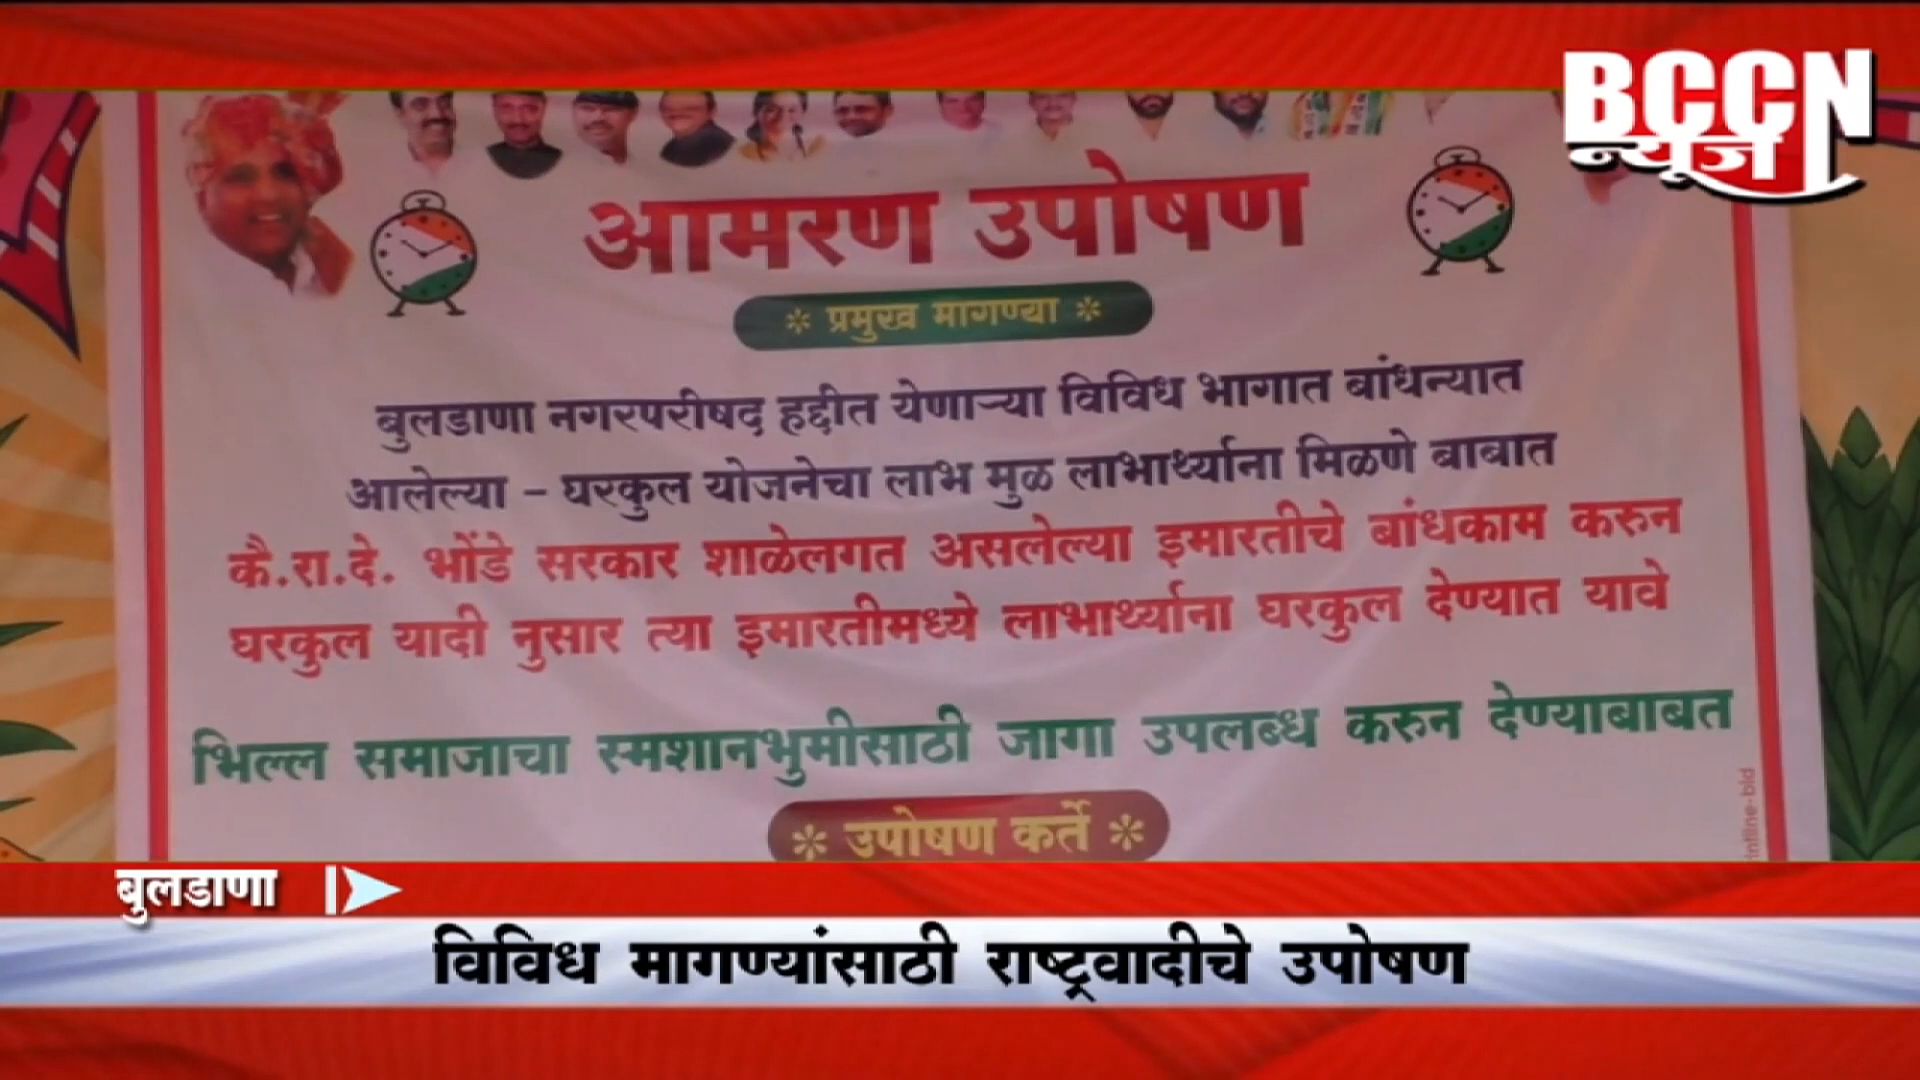 BCCN
न्यूज
आमरण उपोषण
* प्रमुख मागण्या *
बुलडाणा नगरपरीषद हद्दीत येणाऱ्या विविध भागात बांधन्यात
आलेल्या – घरकुल योजनेचा लाभ मुळ लाभार्थ्यांना मिळणे बाबात
कै.रा.दे. भोंडे सरकार शाळेलगत असलेल्या इमारतीचे बांधकाम करुन
घरकुल यादी नुसार त्या इमारतीमध्ये लाभार्थ्यांना घरकुल देण्यात यावे
भिल्ल समाजाचा स्मशानभुमीसाठी जागा उपलब्ध करुन देण्याबाबत
* उपोषण कर्ते *
बुलडाणा
विविध मागण्यांसाठी राष्ट्रवादीचे उपोषण